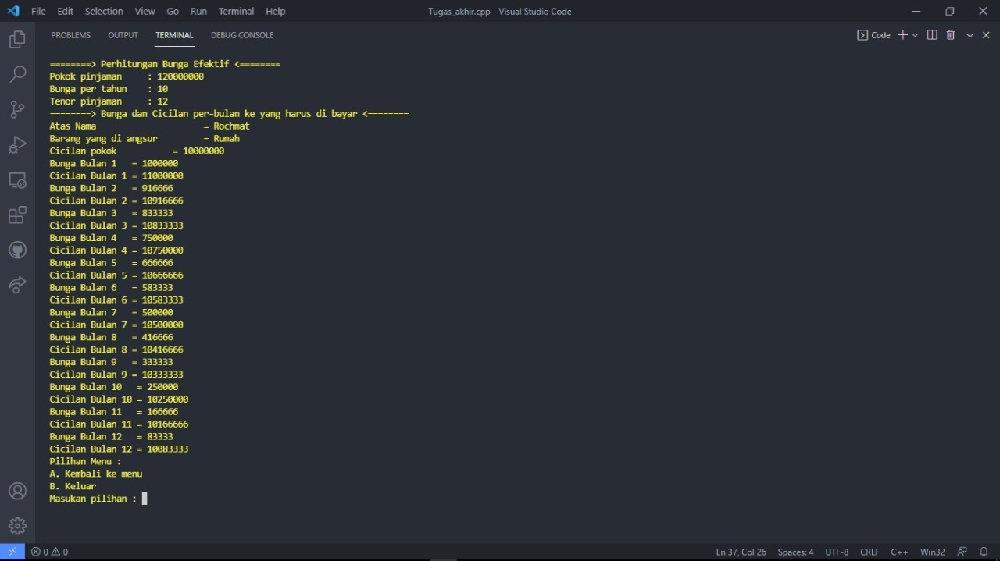 File Edit Selection View Go Run Terminal Help Tugas_akhir.cpp - Visual Studio Code
PROBLEMS OUTPUT TERMINAL DEBUG CONSOLE Code
========> Perhitungan Bunga Efektif <========
Pokok pinjaman : 120000000
Bunga per tahun : 10
Tenor pinjaman : 12
========> Bunga dan Cicilan per-bulan ke yang harus di bayar <========
Atas Nama = Rochmat
Barang yang di angsur = Rumah
Cicilan pokok = 10000000
Bunga Bulan 1 = 1000000
Cicilan Bulan 1 = 11000000
Bunga Bulan 2 = 916666
Cicilan Bulan 2 = 10916666
Bunga Bulan 3 = 833333
Cicilan Bulan 3 = 10833333
Bunga Bulan 4 = 750000
Cicilan Bulan 4 = 10750000
Bunga Bulan 5 = 666666
Cicilan Bulan 5 = 10666666
Bunga Bulan 6 = 583333
Cicilan Bulan 6 = 10583333
Bunga Bulan 7 = 500000
Cicilan Bulan 7 = 10500000
Bunga Bulan 8 = 416666
Cicilan Bulan 8 = 10416666
Bunga Bulan 9 = 333333
Cicilan Bulan 9 = 10333333
Bunga Bulan 10 = 250000
Cicilan Bulan 10 = 10250000
Bunga Bulan 11 = 166666
Cicilan Bulan 11 = 10166666
Bunga Bulan 12 = 83333
Cicilan Bulan 12 = 10083333
Pilihan Menu :
A. Kembali ke menu
B. Keluar
Masukan pilihan :
0 0 Ln 37, Col 26 Spaces: 4 UTF-8 CRLF C++ Win32